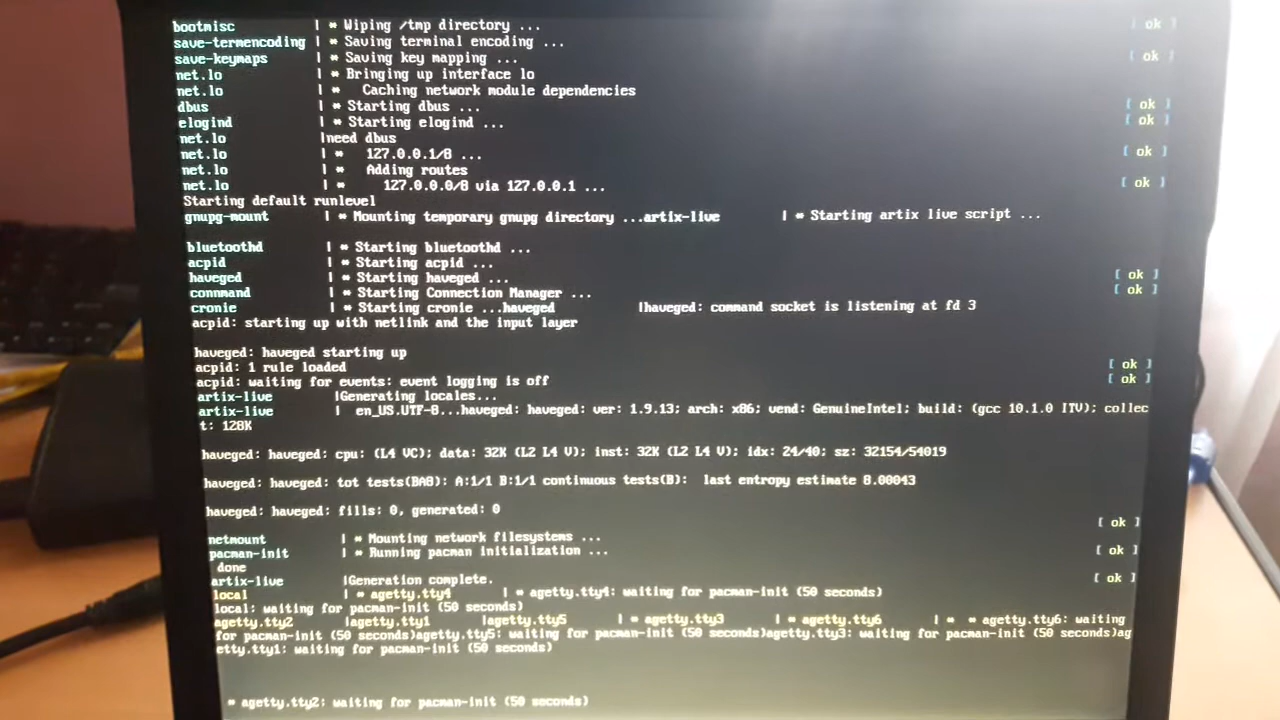 bootmisc | * Wiping /tmp directory ... [ ok ]
save-termencoding | * Saving terminal encoding ...
save-keymaps | * Saving key mapping ... [ ok ]
net.lo | * Bringing up interface lo
net.lo | * Caching network module dependencies
dbus | * Starting dbus ... [ ok ]
elogind | * Starting elogind ... [ ok ]
net.lo |need dbus
net.lo | * 127.0.0.1/8 ... [ ok ]
net.lo | * Adding routes
net.lo | * 127.0.0.0/8 via 127.0.0.1 ... [ ok ]
Starting default runlevel
gnupg-mount | * Mounting temporary gnupg directory ...artix-live | * Starting artix live script ...
bluetoothd | * Starting bluetoothd ...
acpid | * Starting acpid ...
haveged | * Starting haveged ... [ ok ]
connmand | * Starting Connection Manager ... [ ok ]
cronie | * Starting cronie ...haveged |haveged: command socket is listening at fd 3
acpid: starting up with netlink and the input layer
haveged: haveged starting up
acpid: 1 rule loaded [ ok ]
acpid: waiting for events: event logging is off [ ok ]
artix-live |Generating locales...
artix-live | en_US.UTF-8...haveged: haveged: ver: 1.9.13; arch: x86; vend: GenuineIntel; build: (gcc 10.1.0 ITV); collec
t: 128K
haveged: haveged: cpu: (L4 VC); data: 32K (L2 L4 V); inst: 32K (L2 L4 V); idx: 24/40; sz: 32154/54019
haveged: haveged: tot tests(BA8): A:1/1 B:1/1 continuous tests(B): last entropy estimate 8.00043
haveged: haveged: fills: 0, generated: 0
[ ok ]
netmount | * Mounting network filesystems ...
pacman-init | * Running pacman initialization ... [ ok ]
done
artix-live |Generation complete. [ ok ]
local | * agetty.tty4 | * agetty.tty4: waiting for pacman-init (50 seconds)
local: waiting for pacman-init (50 seconds)
agetty.tty2 |agetty.tty1 |agetty.tty5 | * agetty.tty3 | * agetty.tty6 | * * agetty.tty6: waiting
for pacman-init (50 seconds)agetty.tty5: waiting for pacman-init (50 seconds)agetty.tty3: waiting for pacman-init (50 seconds)ag
etty.tty1: waiting for pacman-init (50 seconds)
* agetty.tty2: waiting for pacman-init (50 seconds)